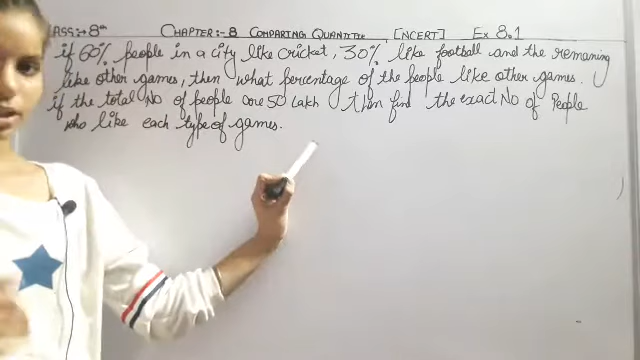 ASS:- 8th CHAPTER:- 8 COMPARING QUANTITIE [NCERT] Ex 8.1
if 60% people in a city like cricket, 30% like football and the remaning
like other games, then what percentage of the people like other games.
if the total No of people are 50 Lakh then find the exact No of People
who like each type of games.